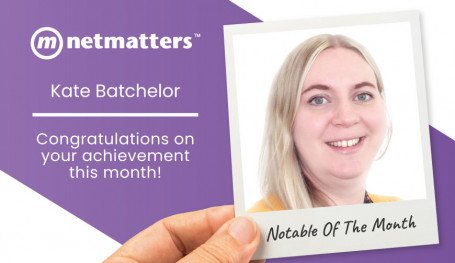 m netmatters™
Kate Batchelor
Congratulations on
your achievement
this month!
Notable Of The Month